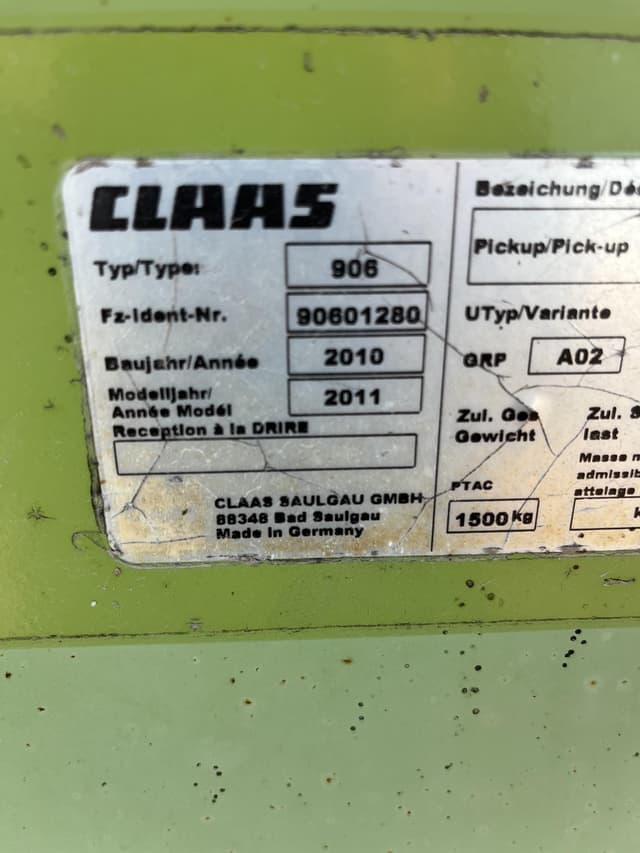 CLAAS
Typ/Type: 906
Fz-Ident-Nr. 90601280
Baujahr/Année 2010
Modelljahr/ 2011
Année Modél
Reception à la DRIRE
CLAAS SAULGAU GMBH
88348 Bad Saulgau
Made in Germany
Bezeichung/Dé
Pickup/Pick-up
UTyp/Variante
GRP A02
Zul. Ges Zul. S
Gewicht last
Masse m
admissib
attelage
PTAC
1500 kg k